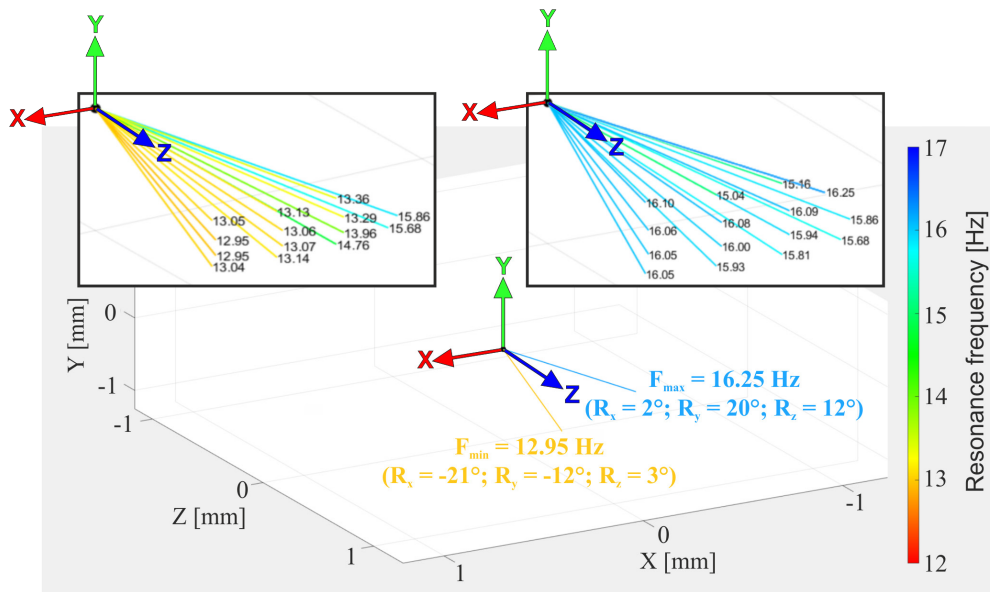 Y
X
Z
13.36
15.86
13.29
15.68
13.13
13.96
13.05
13.06
14.76
12.95
13.07
12.95
13.14
13.04
Y
X
Z
15.16
16.25
16.10
15.04
16.09
15.86
16.06
16.08
15.94
15.68
16.05
16.00
15.81
16.05
15.93
Y
X
Z
F_max = 16.25 Hz
(R_x = 2°; R_y = 20°; R_z = 12°)
F_min = 12.95 Hz
(R_x = -21°; R_y = -12°; R_z = 3°)
Y [mm]
0
-1
-1
0
1
Z [mm]
1
0
-1
X [mm]
17
16
15
14
13
12
Resonance frequency [Hz]